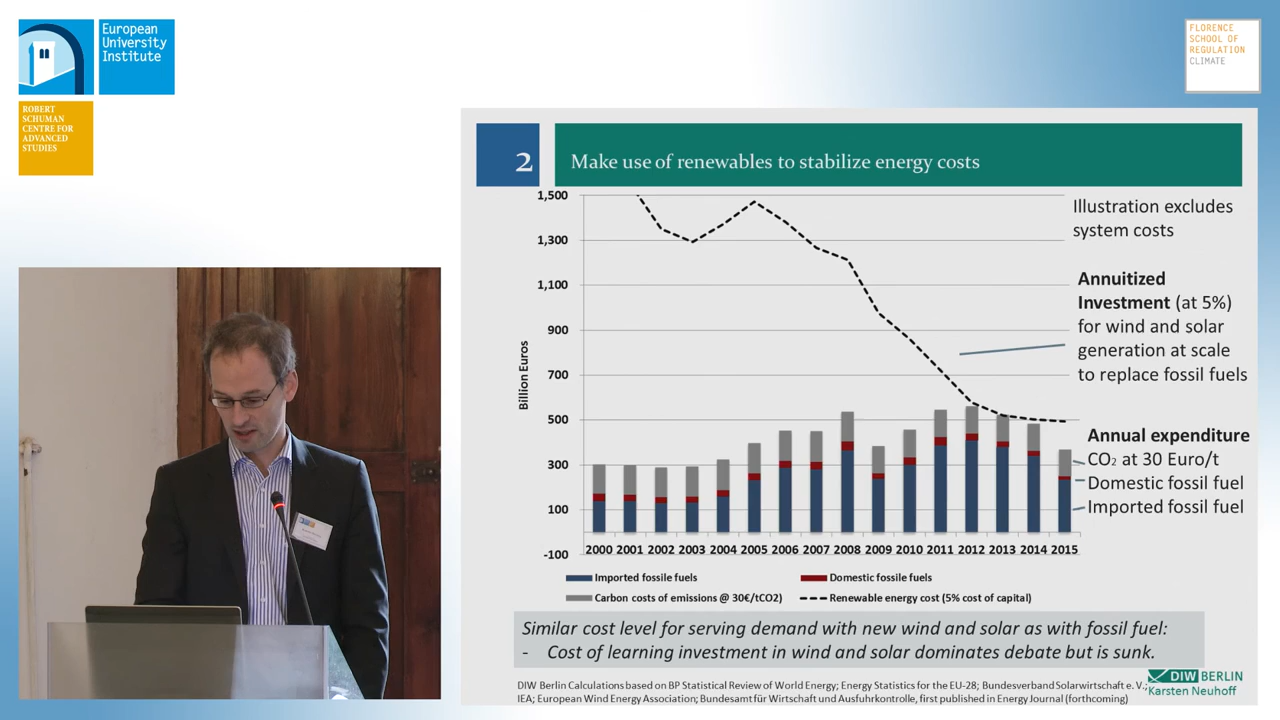 European
University
Institute
ROBERT
SCHUMAN
CENTRE FOR
ADVANCED
STUDIES
FLORENCE
SCHOOL OF
REGULATION
CLIMATE
2
Make use of renewables to stabilize energy costs
1,500
1,300
1,100
900
700
500
300
100
-100
Billion Euros
2000 2001 2002 2003 2004 2005 2006 2007 2008 2009 2010 2011 2012 2013 2014 2015
Illustration excludes
system costs
Annuitized
Investment (at 5%)
for wind and solar
generation at scale
to replace fossil fuels
Annual expenditure
CO2 at 30 Euro/t
Domestic fossil fuel
Imported fossil fuel
Imported fossile fuels
Domestic fossile fuels
Carbon costs of emissions @ 30€/tCO2)
Renewable energy cost (5% cost of capital)
Similar cost level for serving demand with new wind and solar as with fossil fuel:
- Cost of learning investment in wind and solar dominates debate but is sunk.
DIW Berlin Calculations based on BP Statistical Review of World Energy; Energy Statistics for the EU-28; Bundesverband Solarwirtschaft e. V.;
IEA; European Wind Energy Association; Bundesamt für Wirtschaft und Ausfuhrkontrolle, first published in Energy Journal (forthcoming)
DIW BERLIN
Karsten Neuhoff